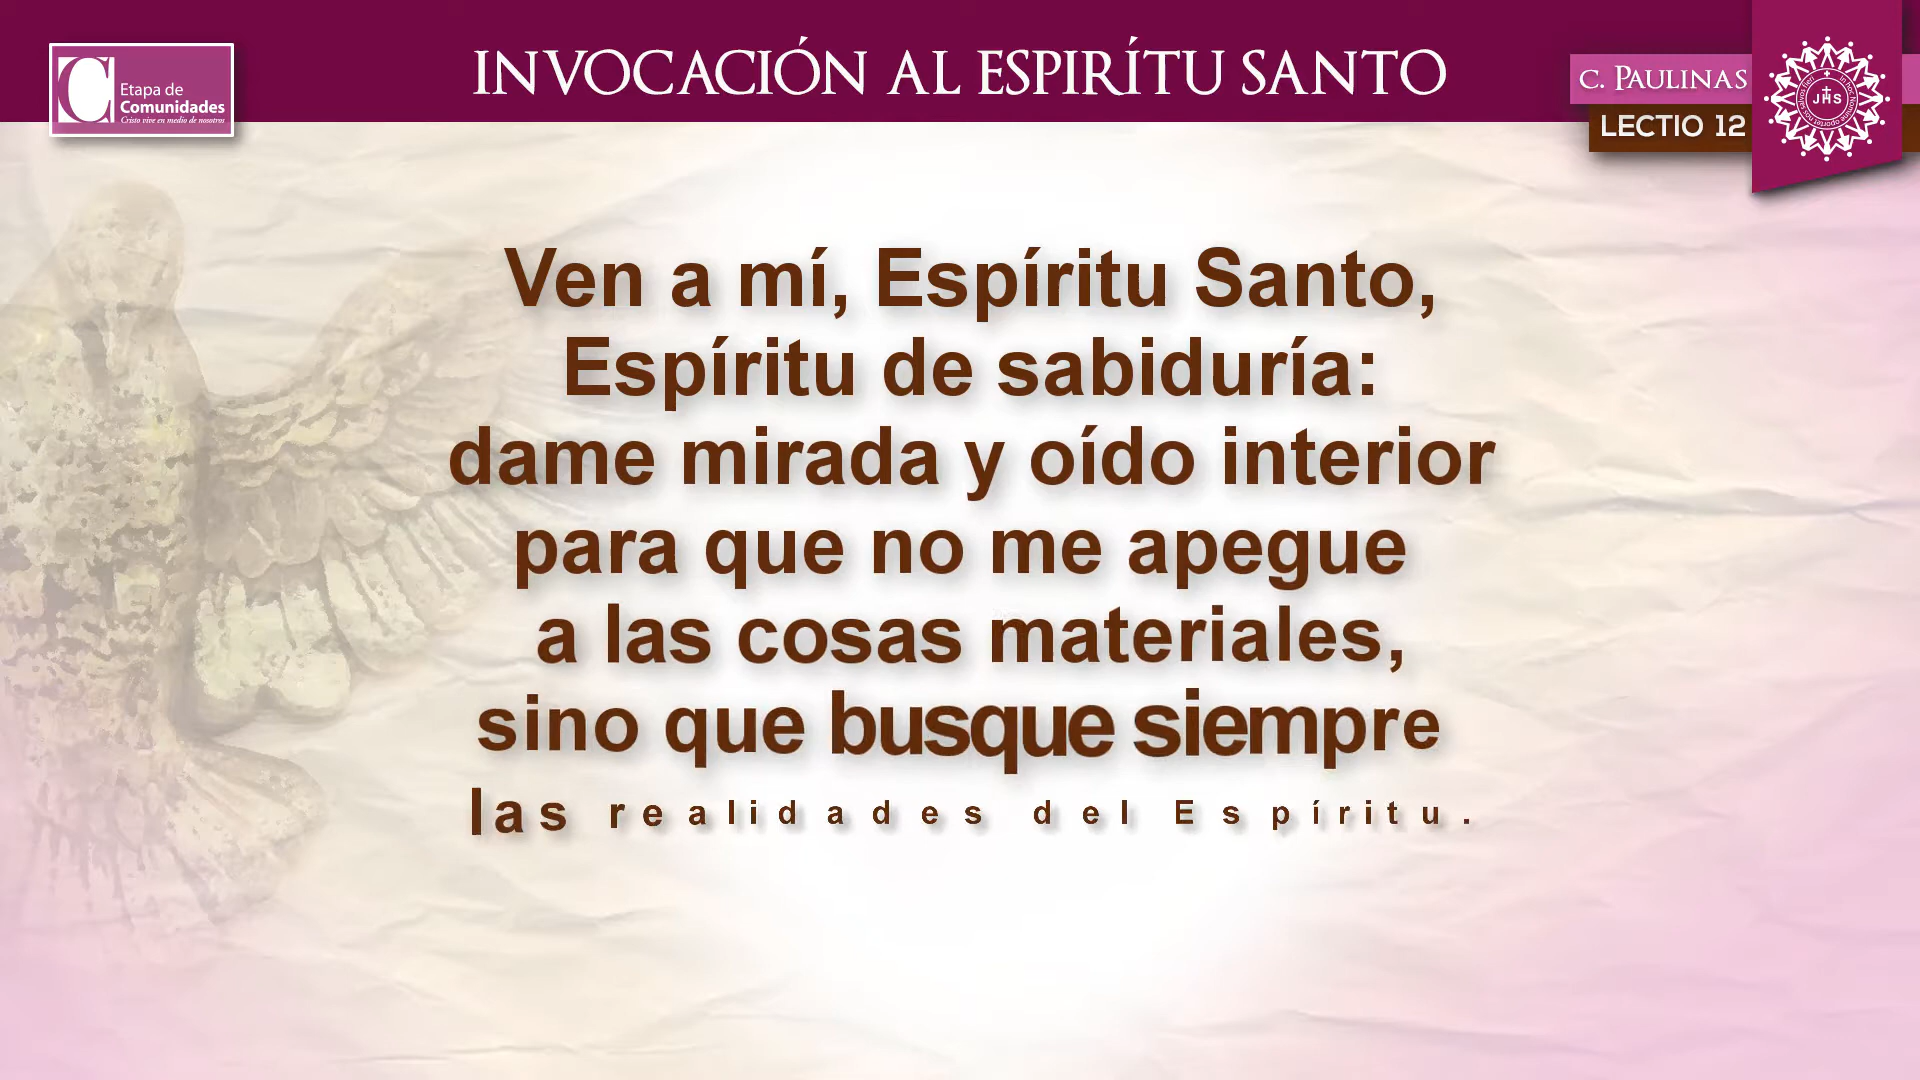 INVOCACIÓN AL ESPIRÍTU SANTO
Etapa de
Comunidades
Cristo vive en medio de nosotros
C. PAULINAS
LECTIO 12
JHS
Ven a mí, Espíritu Santo,
Espíritu de sabiduría:
dame mirada y oído interior
para que no me apegue
a las cosas materiales,
sino que busque siempre
las realidades del Espíritu.